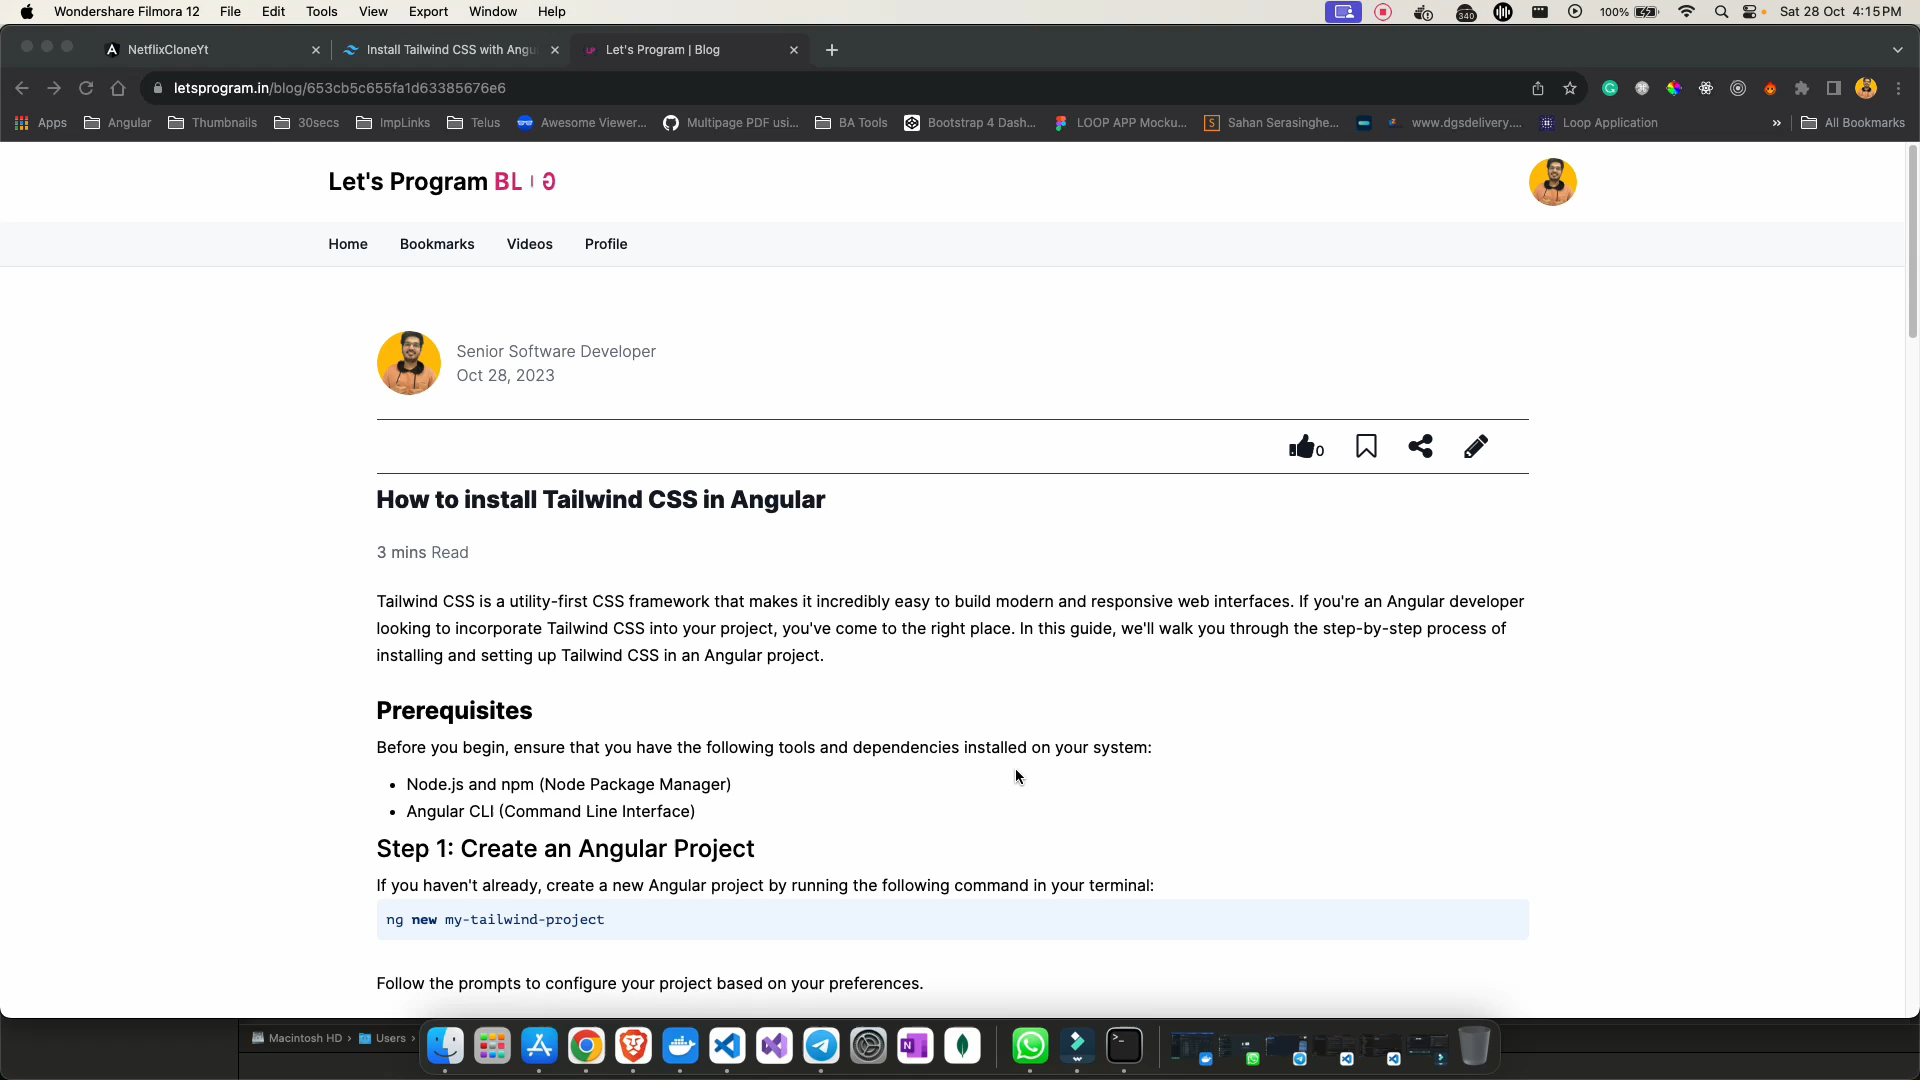 Wondershare Filmora 12 File Edit Tools View Export Window Help 340 100% Sat 28 Oct 4:15PM
NetflixCloneYt Install Tailwind CSS with Angu Let's Program | Blog
letsprogram.in/blog/653cb5c655fa1d63385676e6
Apps Angular Thumbnails 30secs ImpLinks Telus Awesome Viewer... Multipage PDF usi... BA Tools Bootstrap 4 Dash... LOOP APP Mocku... Sahan Serasinghe... www.dgsdelivery.... Loop Application » All Bookmarks
Let's Program BL
Home Bookmarks Videos Profile
Senior Software Developer
Oct 28, 2023
0
How to install Tailwind CSS in Angular
3 mins Read
Tailwind CSS is a utility-first CSS framework that makes it incredibly easy to build modern and responsive web interfaces. If you're an Angular developer
looking to incorporate Tailwind CSS into your project, you've come to the right place. In this guide, we'll walk you through the step-by-step process of
installing and setting up Tailwind CSS in an Angular project.
Prerequisites
Before you begin, ensure that you have the following tools and dependencies installed on your system:
• Node.js and npm (Node Package Manager)
• Angular CLI (Command Line Interface)
Step 1: Create an Angular Project
If you haven't already, create a new Angular project by running the following command in your terminal:
ng new my-tailwind-project
Follow the prompts to configure your project based on your preferences.
Macintosh HD › Users ›